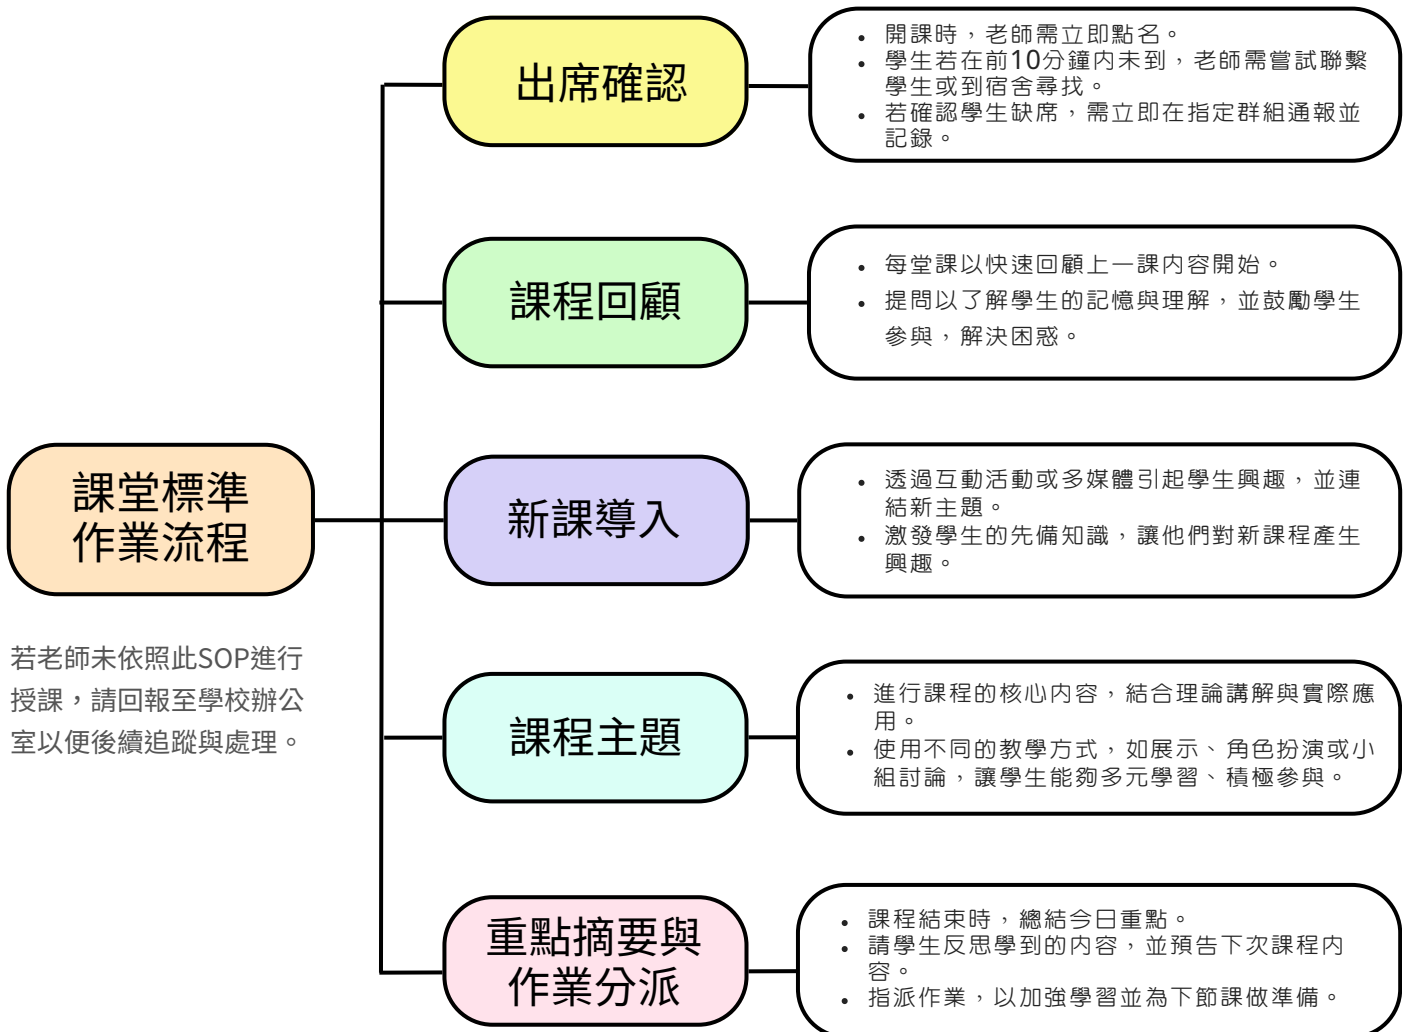 出席確認
• 開課時，老師需立即點名。
• 學生若在前10分鐘內未到，老師需嘗試聯繫
學生或到宿舍尋找。
• 若確認學生缺席，需立即在指定群組通報並
記錄。
課程回顧
• 每堂課以快速回顧上一課內容開始。
• 提問以了解學生的記憶與理解，並鼓勵學生
參與，解決困惑。
課堂標準
作業流程
若老師未依照此SOP進行
授課，請回報至學校辦公
室以便後續追蹤與處理。
新課導入
• 透過互動活動或多媒體引起學生興趣，並連
結新主題。
• 激發學生的先備知識，讓他們對新課程產生
興趣。
課程主題
• 進行課程的核心內容，結合理論講解與實際應
用。
• 使用不同的教學方式，如展示、角色扮演或小
組討論，讓學生能夠多元學習、積極參與。
重點摘要與
作業分派
• 課程結束時，總結今日重點。
• 請學生反思學到的內容，並預告下次課程內
容。
• 指派作業，以加強學習並為下節課做準備。